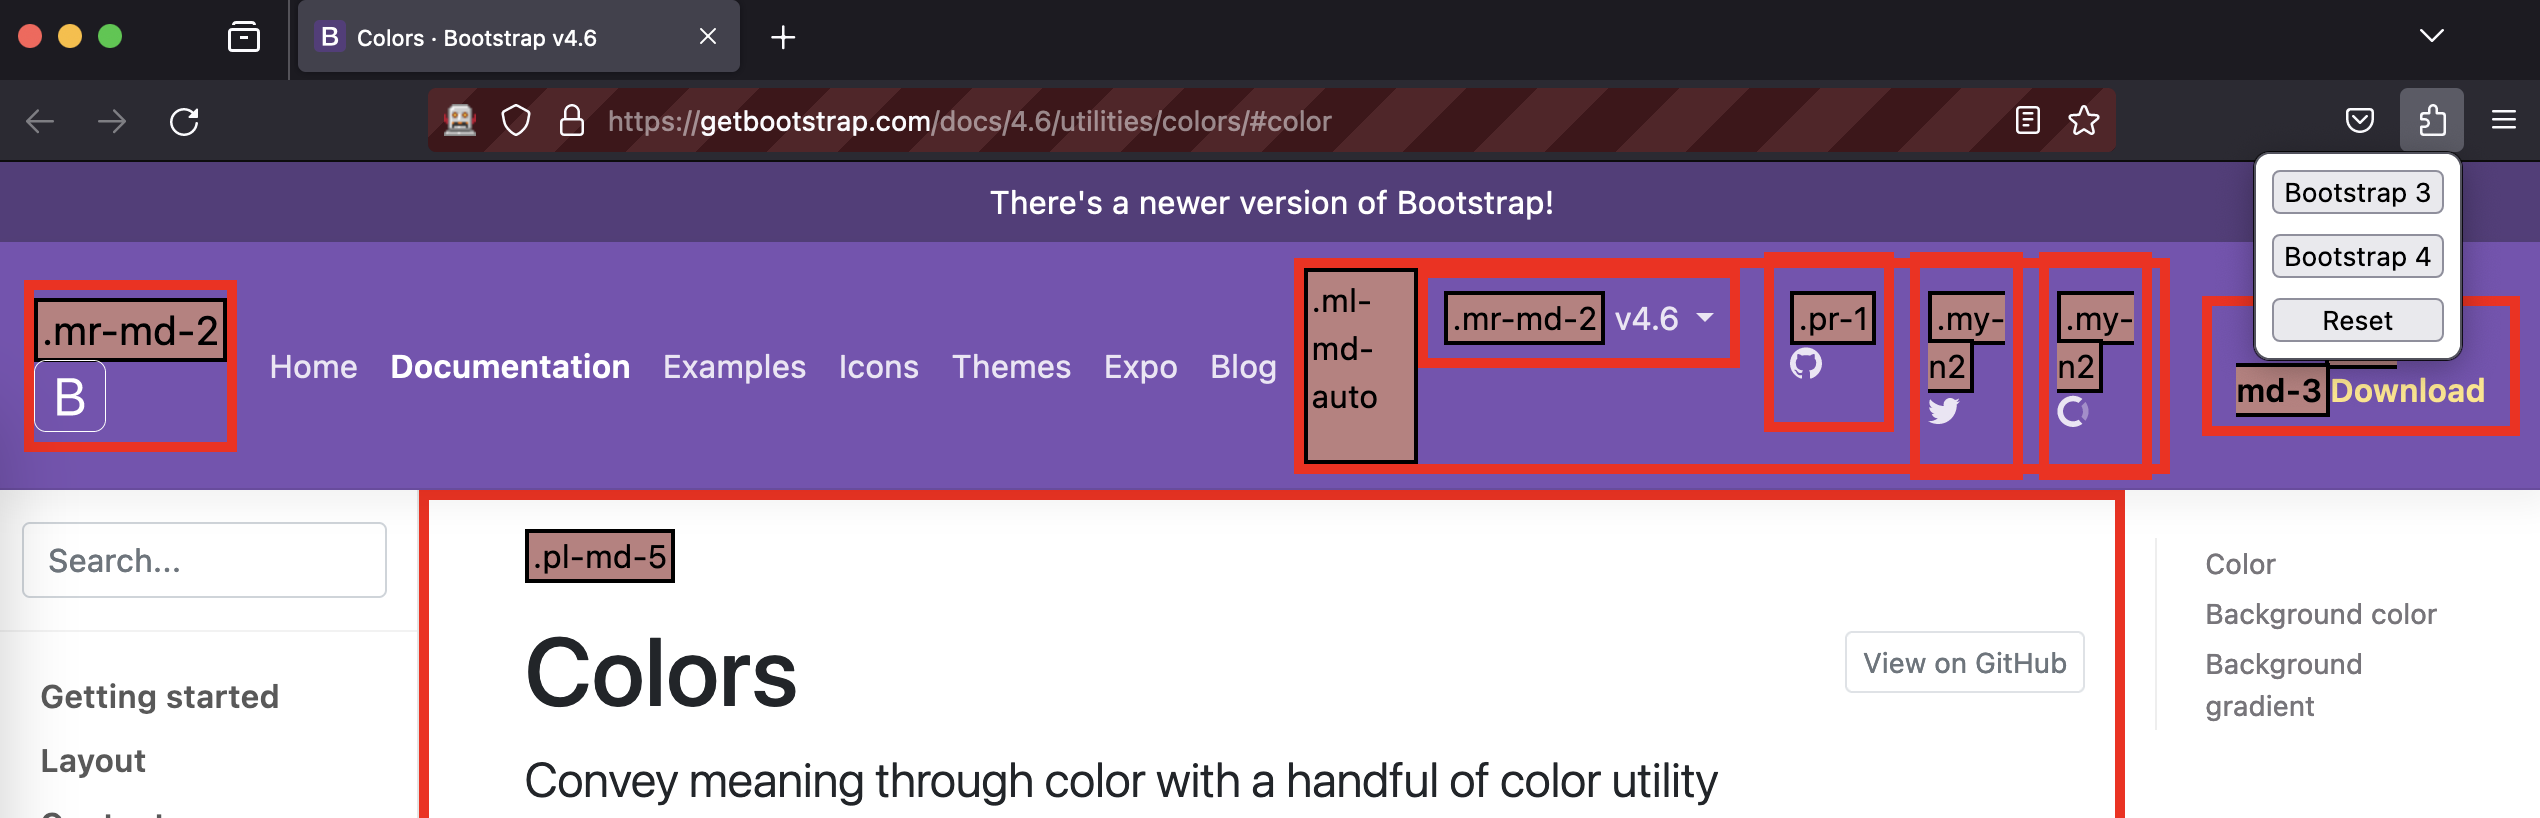 B Colors · Bootstrap v4.6
https://getbootstrap.com/docs/4.6/utilities/colors/#color
Bootstrap 3
Bootstrap 4
Reset
There's a newer version of Bootstrap!
.mr-md-2
B
Home Documentation Examples Icons Themes Expo Blog
.ml-
md-
auto
.mr-md-2 v4.6
.pr-1
.my-
n2
.my-
n2
md-3 Download
Search...
Getting started
Layout
.pl-md-5
Colors
View on GitHub
Convey meaning through color with a handful of color utility
Color
Background color
Background
gradient